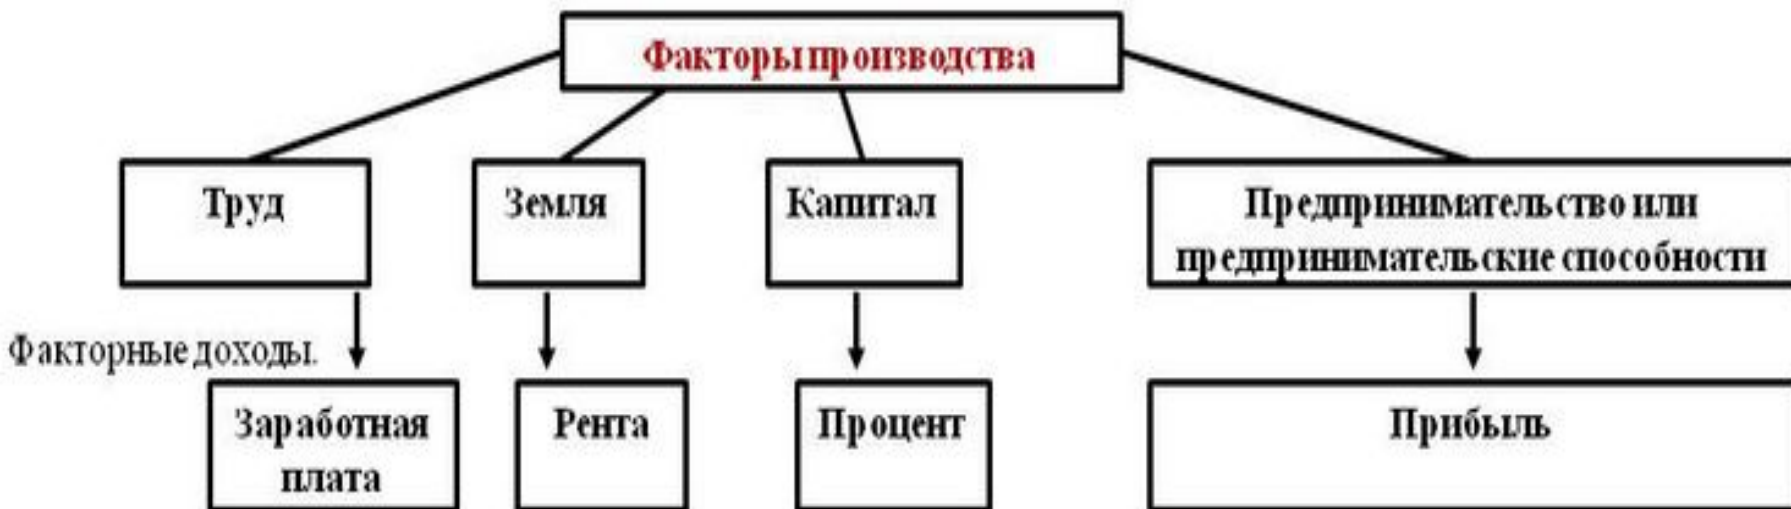 Факторы производства
Труд
Земля
Капитал
Предпринимательство или
предпринимательские способности
Факторные доходы.
Заработная
плата
Рента
Процент
Прибыль